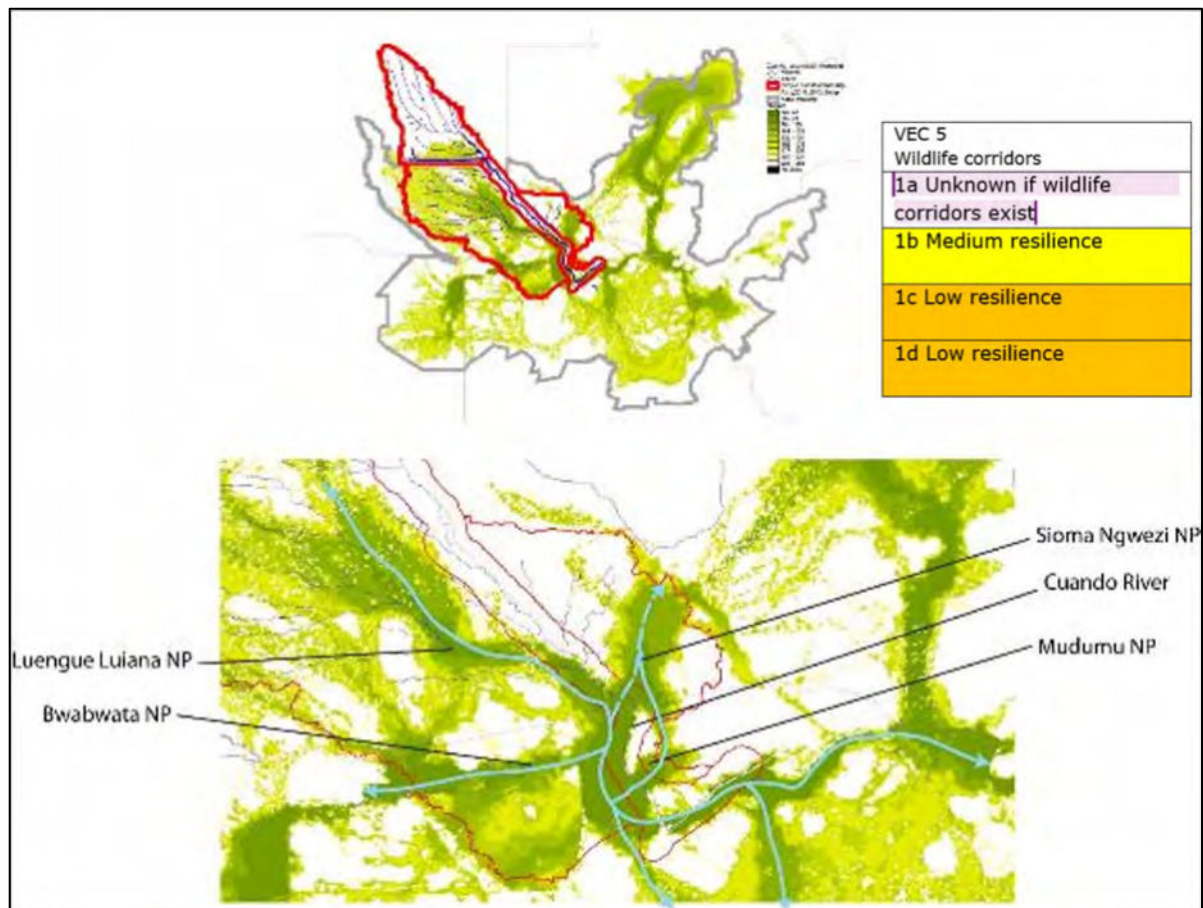 VEC 5
Wildlife corridors
1a Unknown if wildlife
corridors exist
1b Medium resilience
1c Low resilience
1d Low resilience
Sioma Ngwezi NP
Cuando River
Mudumu NP
Luengue Luiana NP
Bwabwata NP